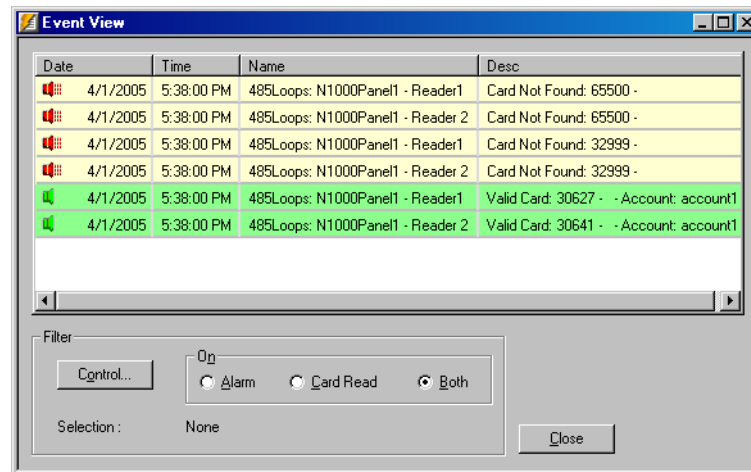 Event View
Date Time Name Desc
4/1/2005 5:38:00 PM 485Loops: N1000Panel1 - Reader1 Card Not Found: 65500 -
4/1/2005 5:38:00 PM 485Loops: N1000Panel1 - Reader 2 Card Not Found: 65500 -
4/1/2005 5:38:00 PM 485Loops: N1000Panel1 - Reader1 Card Not Found: 32999 -
4/1/2005 5:38:00 PM 485Loops: N1000Panel1 - Reader 2 Card Not Found: 32999 -
4/1/2005 5:38:00 PM 485Loops: N1000Panel1 - Reader1 Valid Card: 30627 - - Account: account1
4/1/2005 5:38:00 PM 485Loops: N1000Panel1 - Reader 2 Valid Card: 30641 - - Account: account1
Filter
On
Control... Alarm Card Read Both
Selection : None
Close